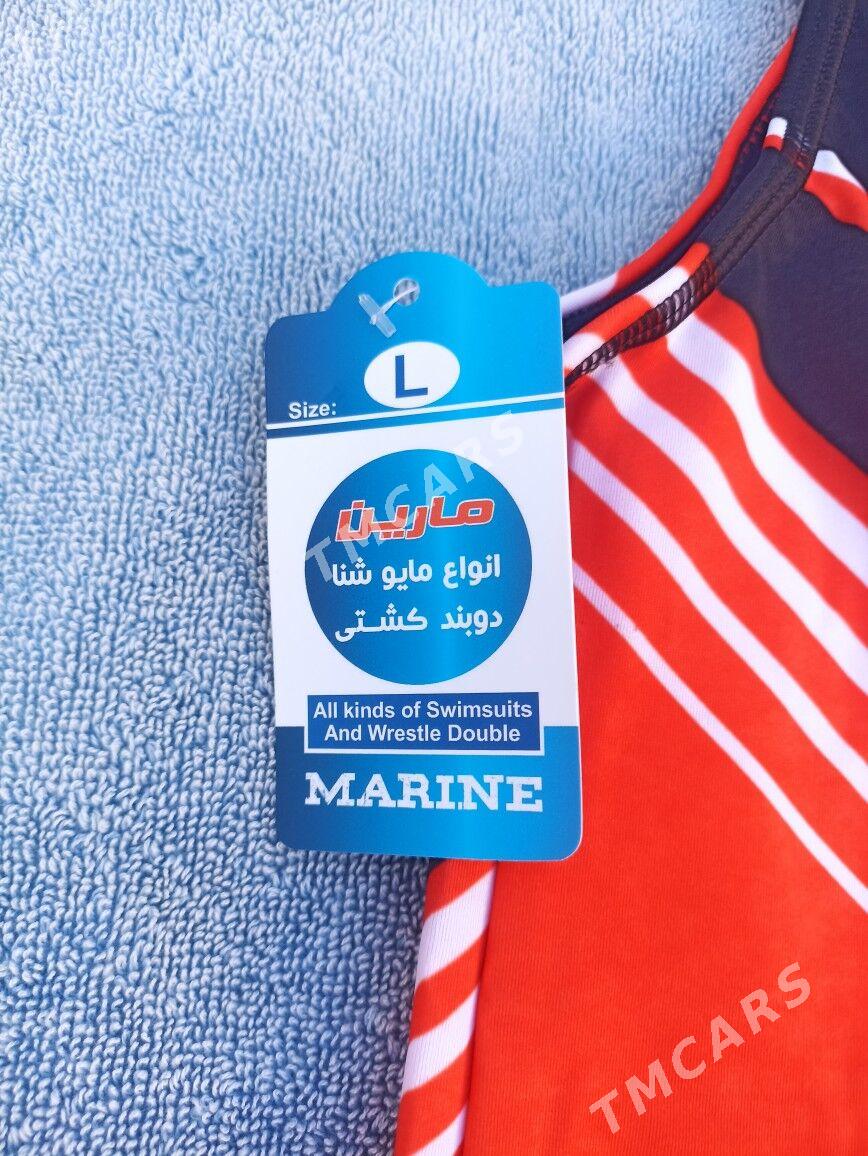 L
Size:
مارین
انواع مایو شنا
دوبند کشتی
All kinds of Swimsuits
And Wrestle Double
MARINE
TMCARS
TMCARS